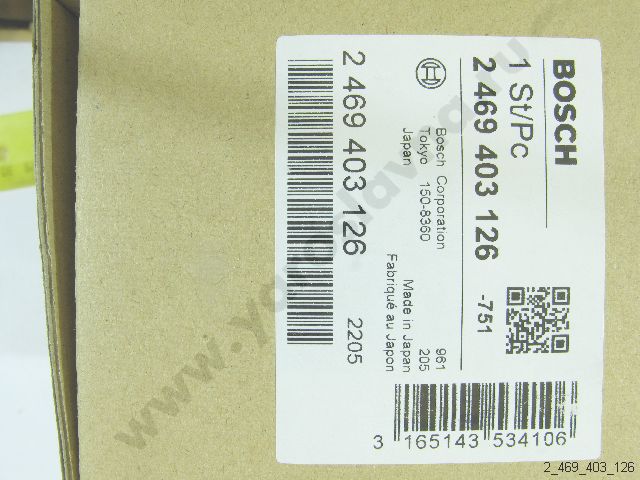 BOSCH
1 St/Pc
2 469 403 126 -751
Bosch Corporation 961
Tokyo 150-8360 205
Japan Made in Japan
Fabriqué au Japon
2 469 403 126 2205
3 165143 534106
2_469_403_126